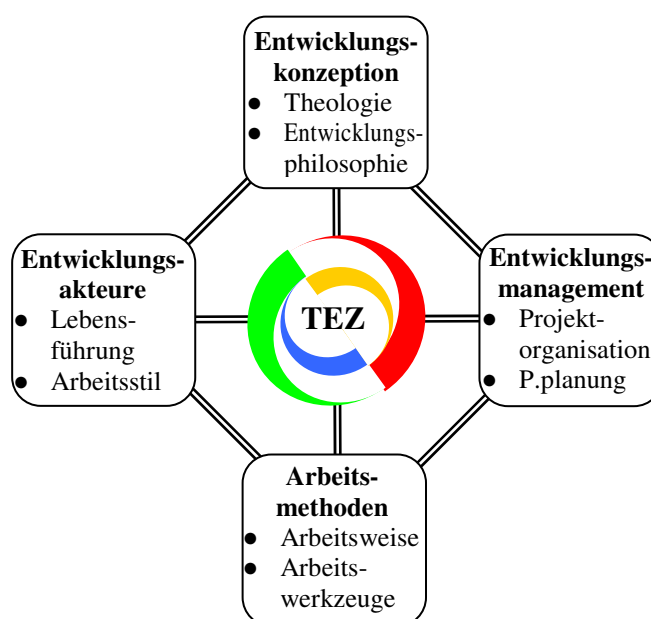 Entwicklungs-
konzeption
● Theologie
● Entwicklungs-
philosophie
Entwicklungs-
akteure
● Lebens-
führung
● Arbeitsstil
TEZ
Entwicklungs-
management
● Projekt-
organisation
● P.planung
Arbeits-
methoden
● Arbeitsweise
● Arbeits-
werkzeuge